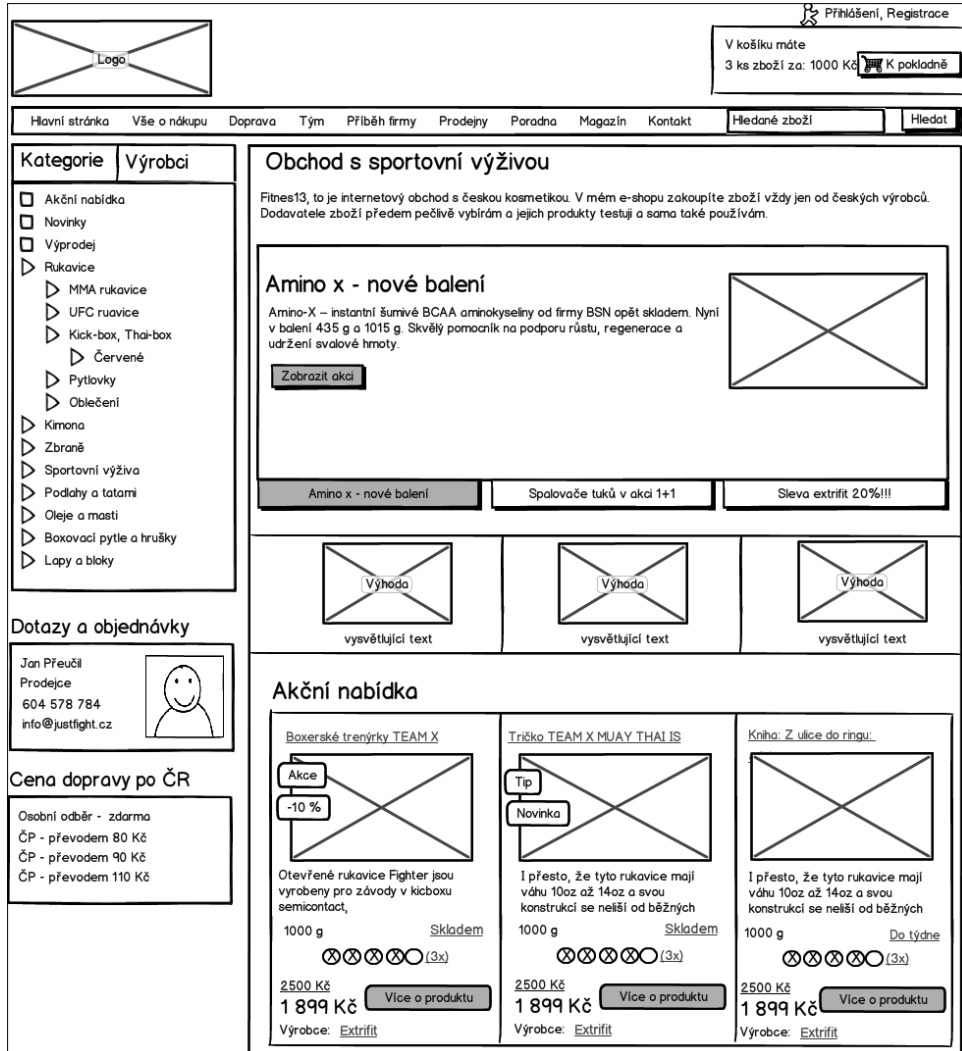 Přihlášení, Registrace
Logo
V košíku máte
3 ks zboží za: 1000 Kč
K pokladně
Hlavní stránka
Vše o nákupu
Doprava
Tým
Příběh firmy
Prodejny
Poradna
Magazín
Kontakt
Hledané zboží
Hledat
Kategorie
Výrobci
Akční nabídka
Novinky
Výprodej
Rukavice
MMA rukavice
UFC ruavice
Kick-box, Thai-box
Červené
Pytlovky
Oblečení
Kimona
Zbraně
Sportovní výživa
Podlahy a tatami
Oleje a masti
Boxovací pytle a hrušky
Lapy a bloky
Dotazy a objednávky
Jan Přeučil
Prodejce
604 578 784
info@justfight.cz
Cena dopravy po ČR
Osobní odběr - zdarma
ČP - převodem 80 Kč
ČP - převodem 90 Kč
ČP - převodem 110 Kč
Obchod s sportovní výživou
Fitnes13, to je internetový obchod s českou kosmetikou. V mém e-shopu zakoupíte zboží vždy jen od českých výrobců.
Dodavatele zboží předem pečlivě vybírám a jejich produkty testuji a sama také používám.
Amino x - nové balení
Amino-X – instantní šumivé BCAA aminokyseliny od firmy BSN opět skladem. Nyní
v balení 435 g a 1015 g. Skvělý pomocník na podporu růstu, regenerace a
udržení svalové hmoty.
Zobrazit akci
Amino x - nové balení
Spalovače tuků v akci 1+1
Sleva extrifit 20%!!!
Výhoda
vysvětlující text
Výhoda
vysvětlující text
Výhoda
vysvětlující text
Akční nabídka
Boxerské trenýrky TEAM X
Akce
-10 %
Otevřené rukavice Fighter jsou
vyrobeny pro závody v kicboxu
semicontact,
1000 g
Skladem
(3x)
2500 Kč
1 899 Kč
Více o produktu
Výrobce: Extrifit
Tričko TEAM X MUAY THAI IS
Tip
Novinka
I přesto, že tyto rukavice mají
váhu 10oz až 14oz a svou
konstrukcí se neliší od běžných
1000 g
Skladem
(3x)
2500 Kč
1 899 Kč
Více o produktu
Výrobce: Extrifit
Kniha: Z ulice do ringu:
I přesto, že tyto rukavice mají
váhu 10oz až 14oz a svou
konstrukcí se neliší od běžných
1000 g
Do týdne
(3x)
2500 Kč
1 899 Kč
Více o produktu
Výrobce: Extrifit